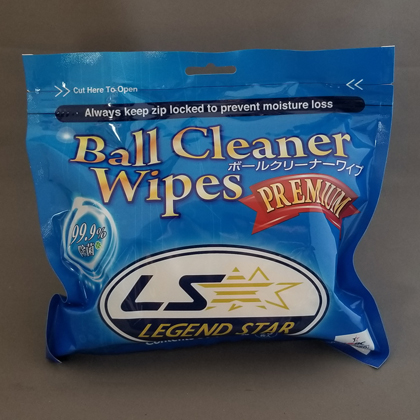 Cut Here To Open
Always keep zip locked to prevent moisture loss
Ball Cleaner
ボールクリーナーワイプ
Wipes
PREMIUM
99.9%
除菌
LS
LEGEND STAR